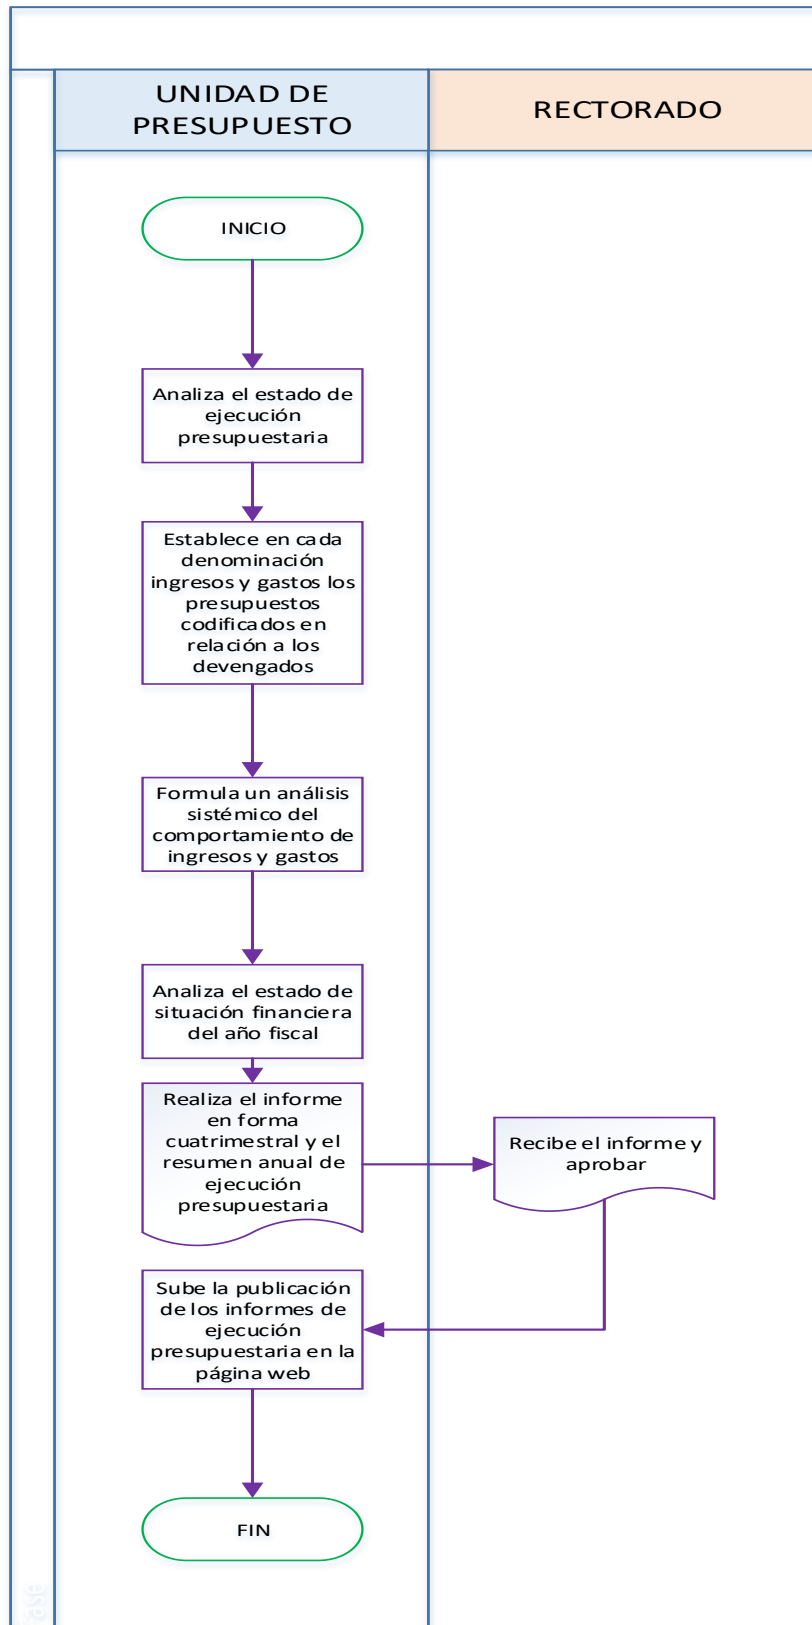 UNIDAD DE
PRESUPUESTO
RECTORADO
INICIO
Analiza el estado de
ejecución
presupuestaria
Establece en cada
denominación
ingresos y gastos los
presupuestos
codificados en
relación a los
devengados
Formula un análisis
sistémico del
comportamiento de
ingresos y gastos
Analiza el estado de
situación financiera
del año fiscal
Realiza el informe
en forma
cuatrimestral y el
resumen anual de
ejecución
presupuestaria
Recibe el informe y
aprobar
Sube la publicación
de los informes de
ejecución
presupuestaria en la
página web
FIN
Fase